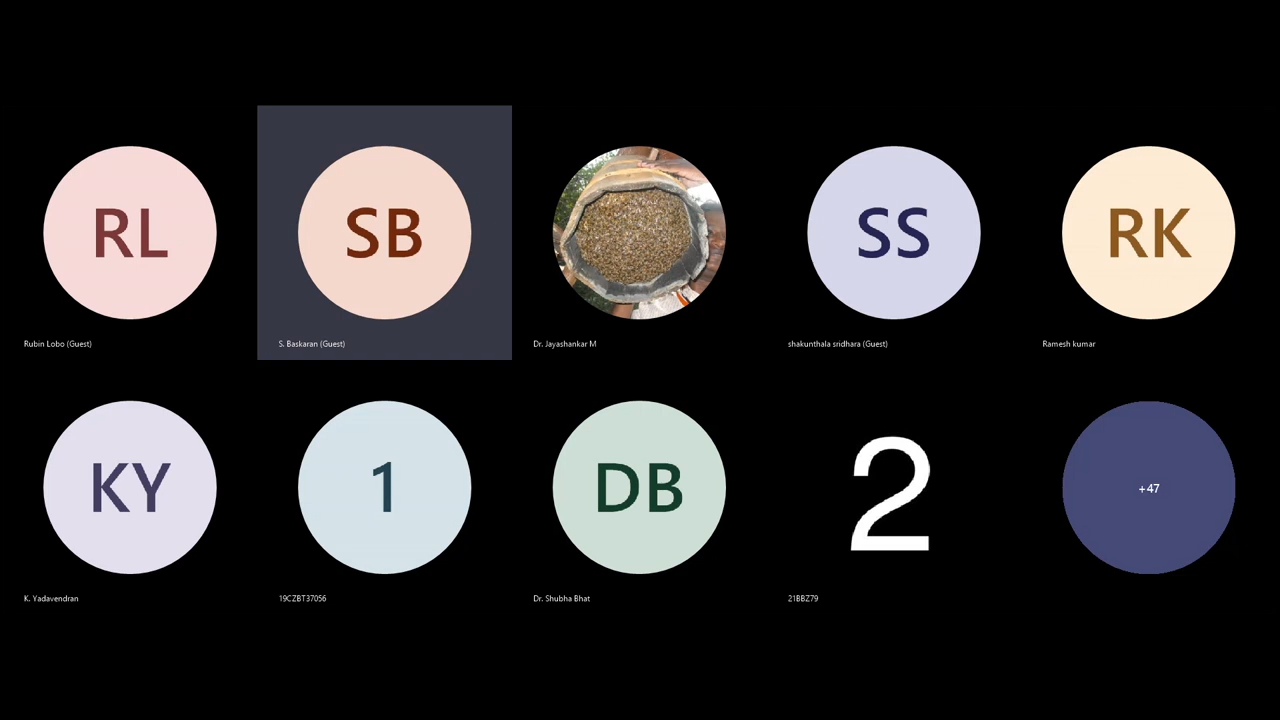 RL
SB
SS
RK
Rubin Lobo (Guest)
S. Baskaran (Guest)
Dr. Jayashankar M
shakunthala sridhara (Guest)
Ramesh kumar
KY
1
DB
2
+47
K. Yadavendran
19CZBT37056
Dr. Shubha Bhat
21BBZ79